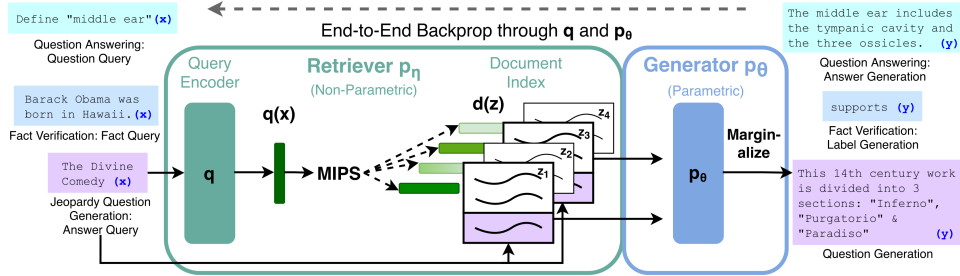 End-to-End Backprop through q and pθ
Define "middle ear"(x)
Question Answering:
Question Query
Barack Obama was
born in Hawaii.(x)
Fact Verification: Fact Query
The Divine
Comedy (x)
Jeopardy Question
Generation:
Answer Query
Query
Encoder
q
Retriever pη
(Non-Parametric)
q(x)
MIPS
Document
Index
d(z)
z4
z3
z2
z1
Generator pθ
(Parametric)
pθ
Margin-
alize
The middle ear includes
the tympanic cavity and
the three ossicles. (y)
Question Answering:
Answer Generation
supports (y)
Fact Verification:
Label Generation
This 14th century work
is divided into 3
sections: "Inferno",
"Purgatorio" &
"Paradiso" (y)
Question Generation